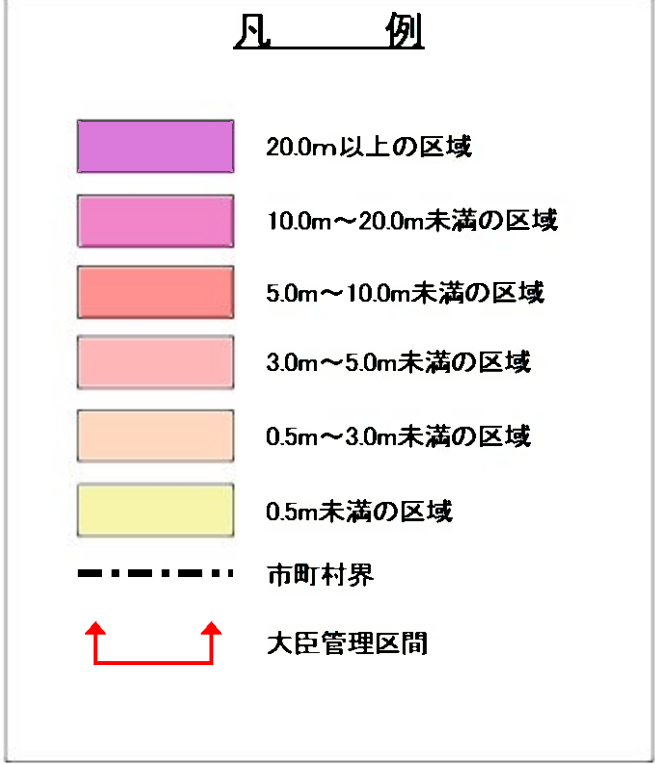 凡 例
20.0m以上の区域
10.0m～20.0m未満の区域
5.0m～10.0m未満の区域
3.0m～5.0m未満の区域
0.5m～3.0m未満の区域
0.5m未満の区域
市町村界
大臣管理区間